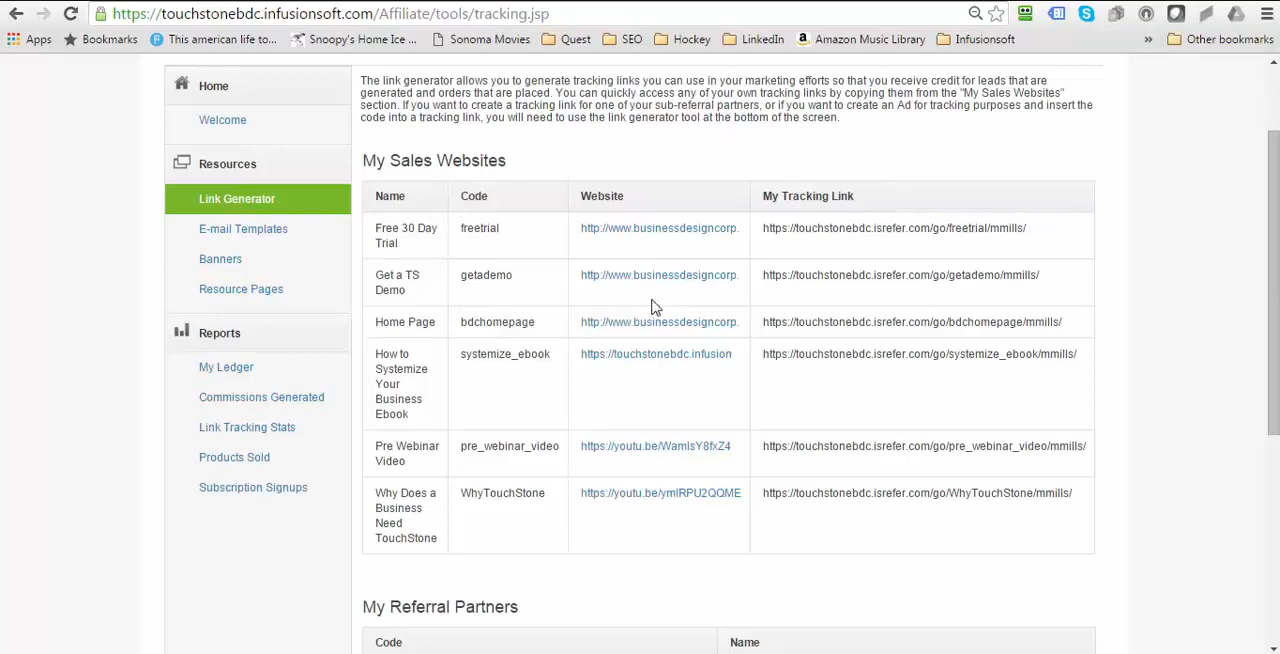 https://touchstonebdc.infusionsoft.com/Affiliate/tools/tracking.jsp
Apps Bookmarks This american life to... Snoopy's Home Ice ... Sonoma Movies Quest SEO Hockey LinkedIn Amazon Music Library Infusionsoft » Other bookmarks
Home
Welcome
Resources
Link Generator
E-mail Templates
Banners
Resource Pages
Reports
My Ledger
Commissions Generated
Link Tracking Stats
Products Sold
Subscription Signups
The link generator allows you to generate tracking links you can use in your marketing efforts so that you receive credit for leads that are
generated and orders that are placed. You can quickly access any of your own tracking links by copying them from the "My Sales Websites"
section. If you want to create a tracking link for one of your sub-referral partners, or if you want to create an Ad for tracking purposes and insert the
code into a tracking link, you will need to use the link generator tool at the bottom of the screen.
My Sales Websites
Name Code Website My Tracking Link
Free 30 Day freetrial http://www.businessdesigncorp. https://touchstonebdc.isrefer.com/go/freetrial/mmills/
Trial
Get a TS getademo http://www.businessdesigncorp. https://touchstonebdc.isrefer.com/go/getademo/mmills/
Demo
Home Page bdchomepage http://www.businessdesigncorp. https://touchstonebdc.isrefer.com/go/bdchomepage/mmills/
How to systemize_ebook https://touchstonebdc.infusion https://touchstonebdc.isrefer.com/go/systemize_ebook/mmills/
Systemize
Your
Business
Ebook
Pre Webinar pre_webinar_video https://youtu.be/WamlsY8fxZ4 https://touchstonebdc.isrefer.com/go/pre_webinar_video/mmills/
Video
Why Does a WhyTouchStone https://youtu.be/ymlRPU2QQME https://touchstonebdc.isrefer.com/go/WhyTouchStone/mmills/
Business
Need
TouchStone
My Referral Partners
Code Name